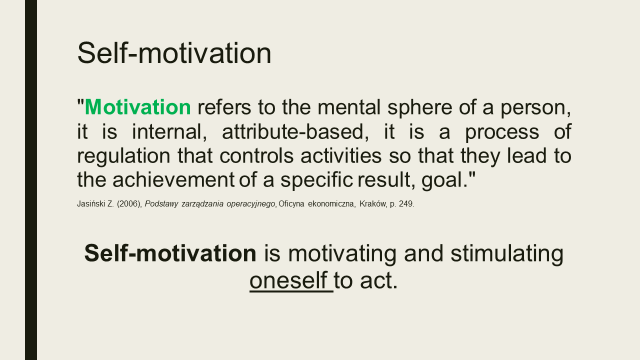 Self-motivation
"Motivation refers to the mental sphere of a person,
it is internal, attribute-based, it is a process of
regulation that controls activities so that they lead to
the achievement of a specific result, goal."
Jasiński Z. (2006), Podstawy zarządzania operacyjnego, Oficyna ekonomiczna, Kraków, p. 249.
Self-motivation is motivating and stimulating
oneself to act.